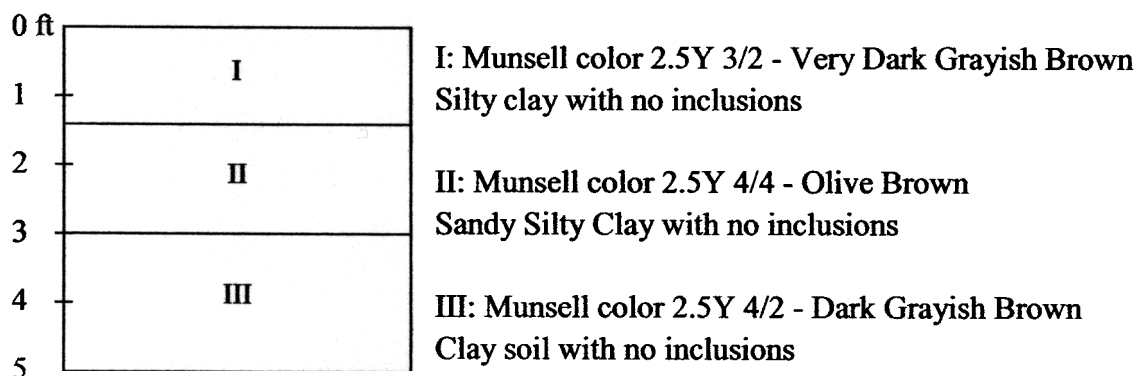 0 ft
I
I: Munsell color 2.5Y 3/2 - Very Dark Grayish Brown
1
Silty clay with no inclusions
2
II
II: Munsell color 2.5Y 4/4 - Olive Brown
3
Sandy Silty Clay with no inclusions
4
III
III: Munsell color 2.5Y 4/2 - Dark Grayish Brown
Clay soil with no inclusions
5